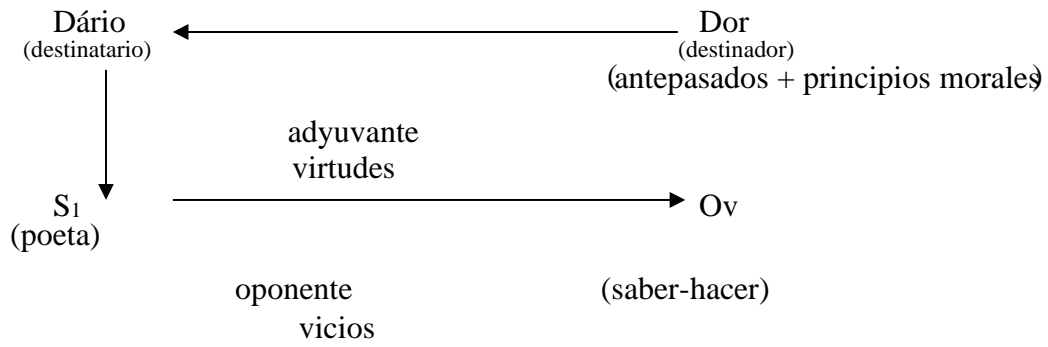 Dário Dor
(destinatario) (destinador)
(antepasados + principios morales)
adyuvante
virtudes
S₁ Ov
(poeta)
oponente (saber-hacer)
vicios